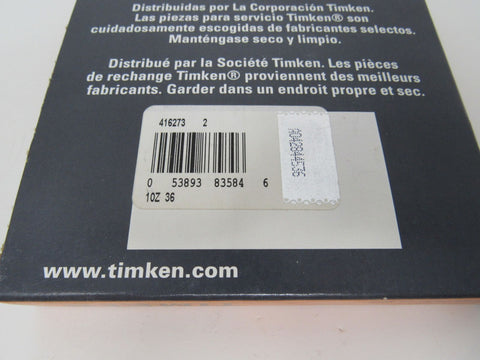 Distribuidas por La Corporación Timken.
Las piezas para servicio Timken® son
cuidadosamente escogidas de fabricantes selectos.
Manténgase seco y limpio.
Distribué par la Société Timken. Les pièces
de rechange Timken® proviennent des meilleurs
fabricants. Garder dans un endroit propre et sec.
416273 2
0 53893 83584 6
10Z 36
www.timken.com